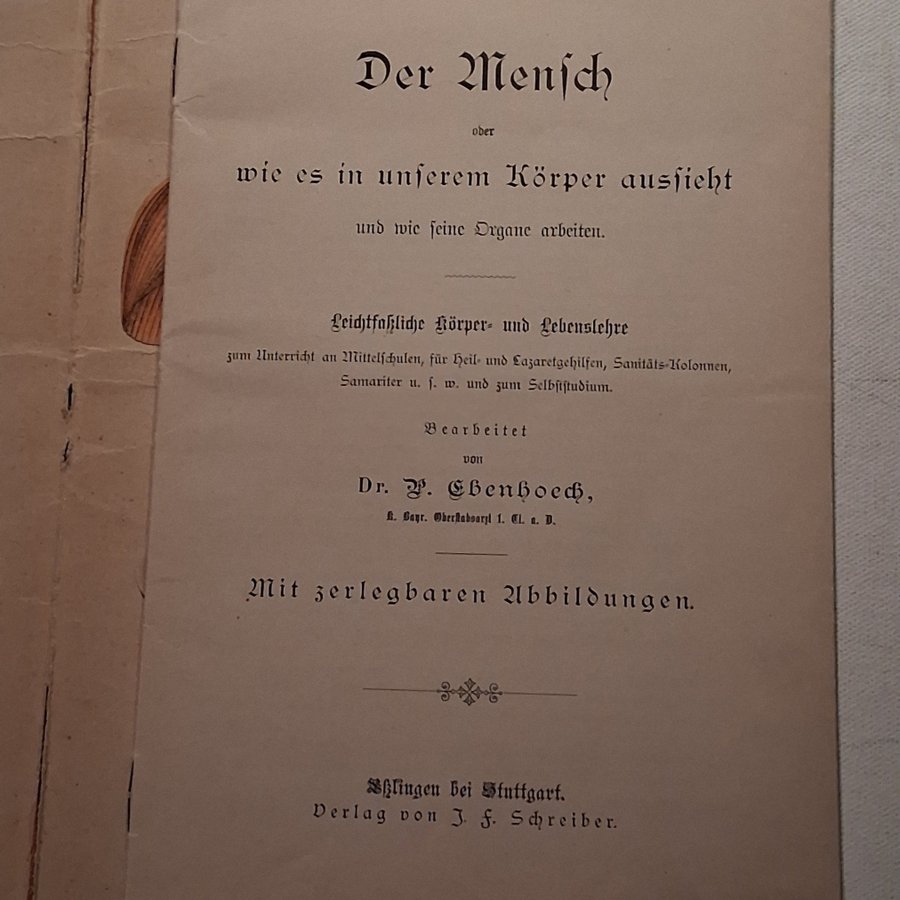 Der Menſch
oder
wie es in unſerem Körper ausſieht
und wie ſeine Organe arbeiten.
Leichtfaßliche Körper- und Lebenslehre
zum Unterricht an Mittelſchulen, für Heil- und Lazaretgehilfen, Sanitäts-Kolonnen,
Samariter u. ſ. w. und zum Selbſtſtudium.
Bearbeitet
von
Dr. P. Ebenhoech,
K. Bayr. Oberſtabsarzt 1. Cl. a. D.
Mit zerlegbaren Abbildungen.
Eßlingen bei Stuttgart.
Verlag von J. F. Schreiber.